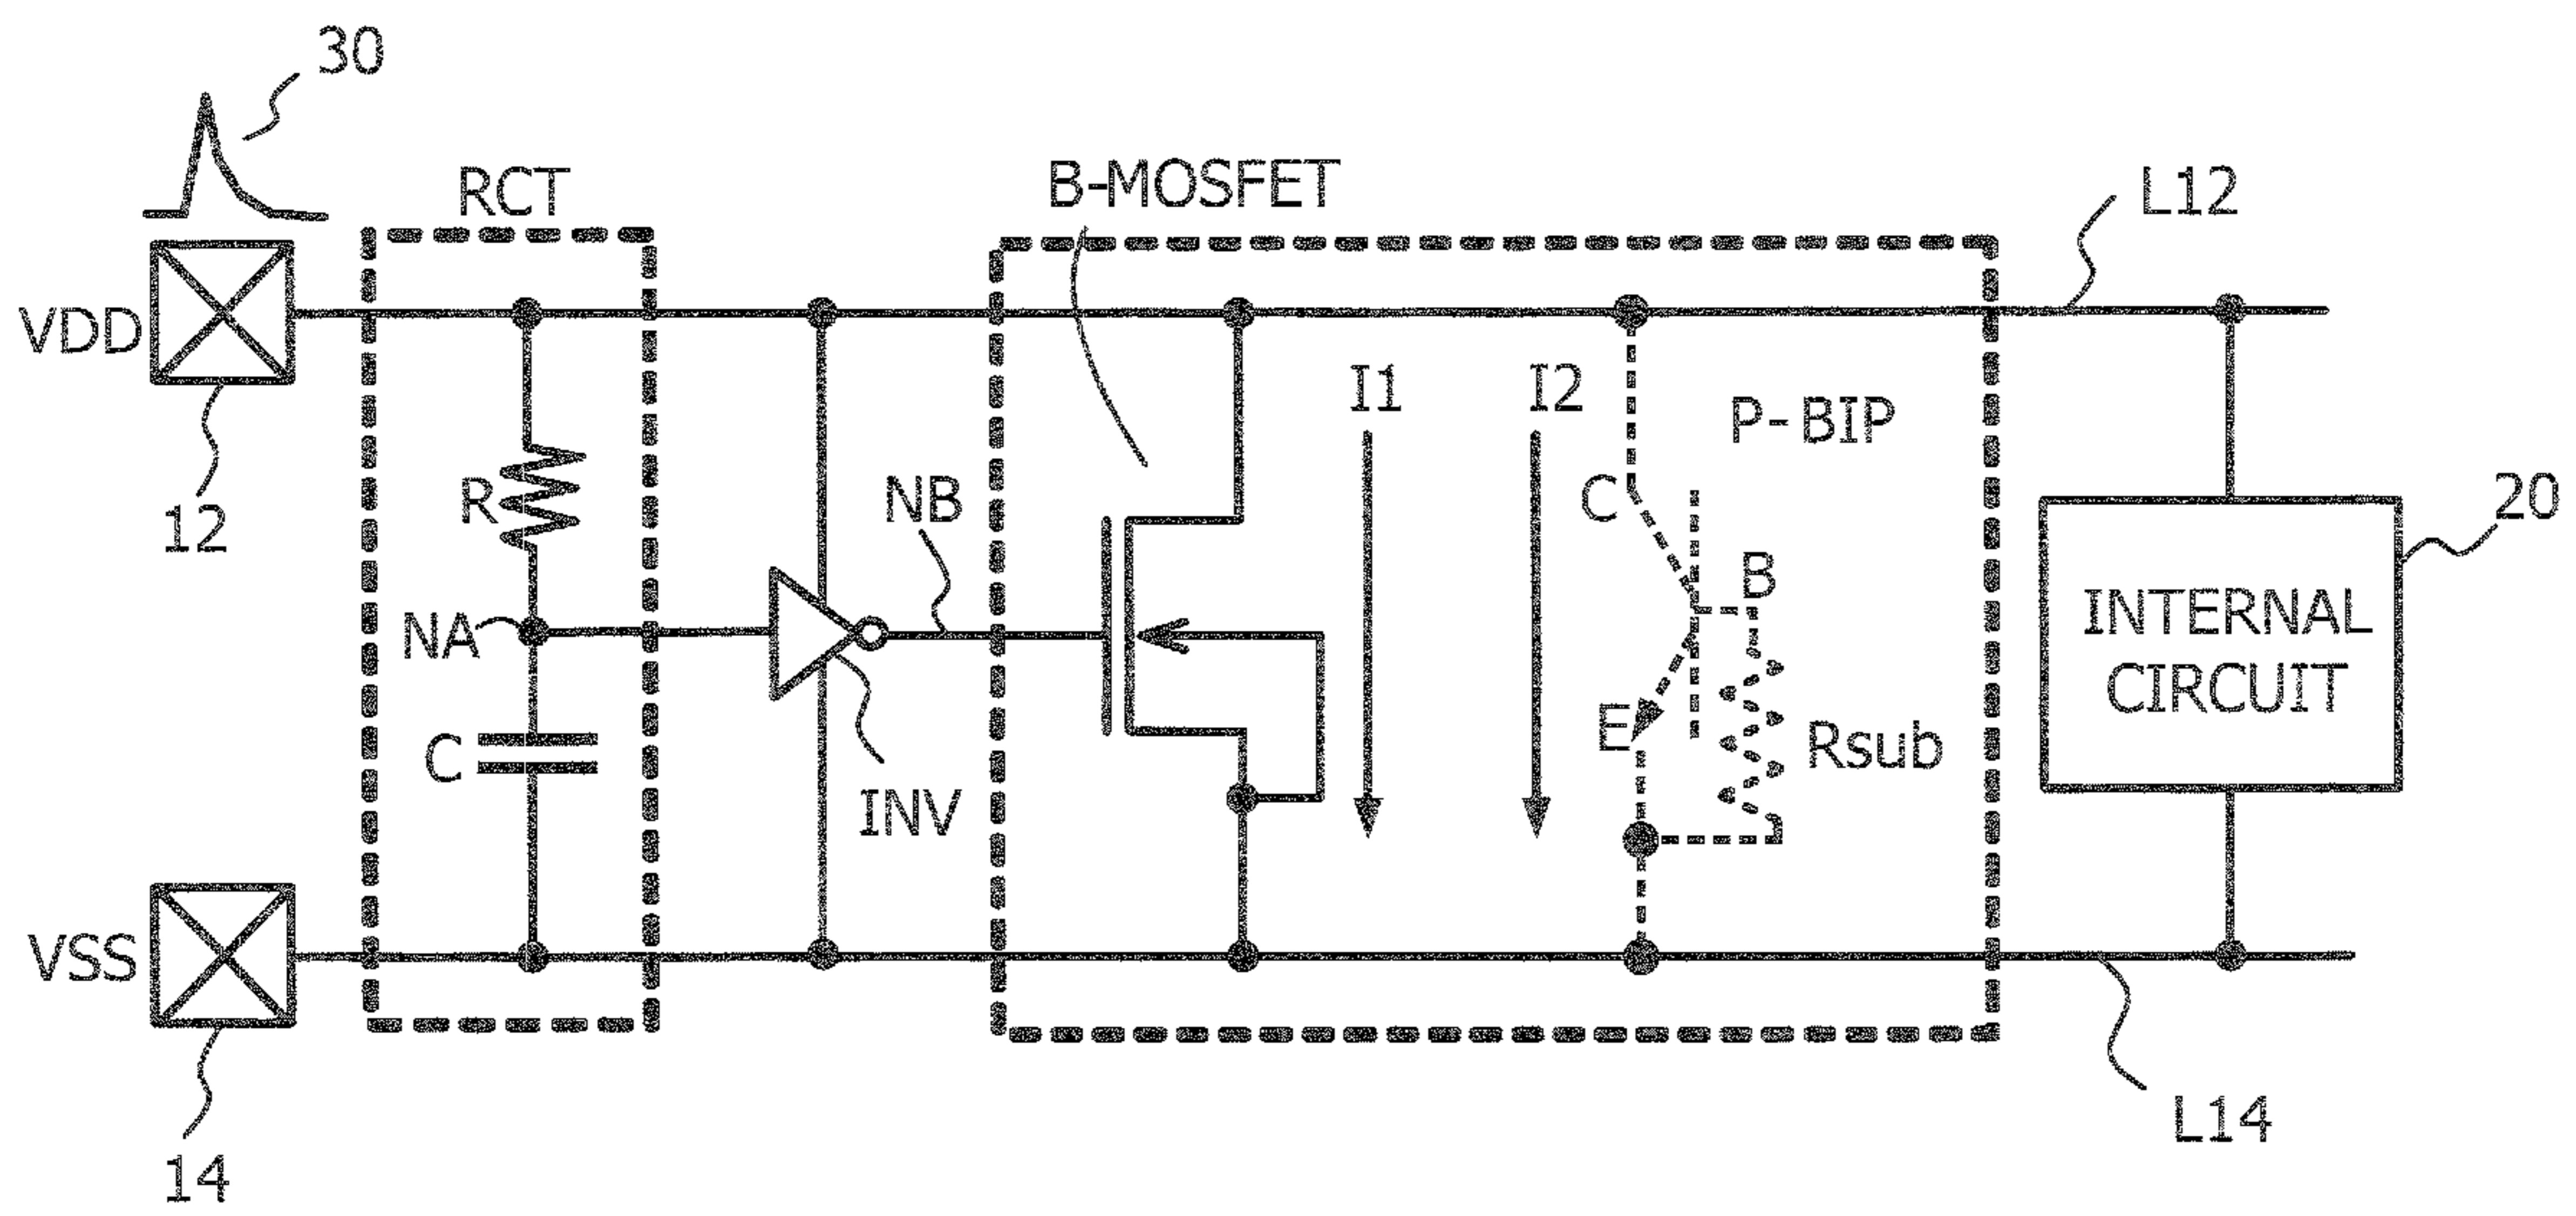 30
RCT
B-MOSFET
L12
VDD
12
R
NA
C
NB
INV
I1
I2
P-BIP
C
B
E
Rsub
20
INTERNAL
CIRCUIT
VSS
14
L14